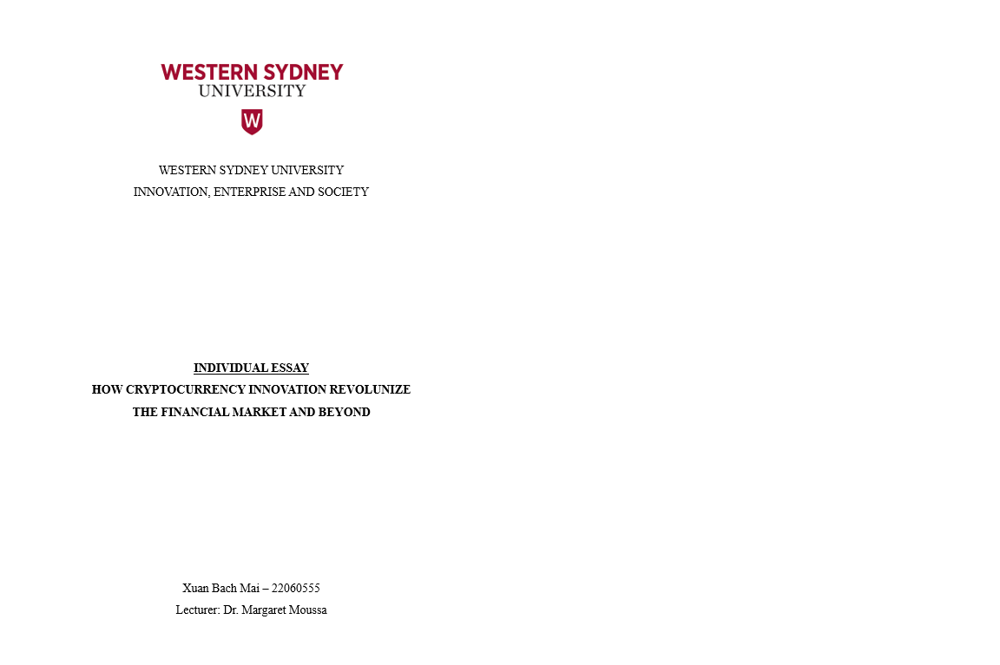 WESTERN SYDNEY
UNIVERSITY
W
WESTERN SYDNEY UNIVERSITY
INNOVATION, ENTERPRISE AND SOCIETY
INDIVIDUAL ESSAY
HOW CRYPTOCURRENCY INNOVATION REVOLUNIZE
THE FINANCIAL MARKET AND BEYOND
Xuan Bach Mai – 22060555
Lecturer: Dr. Margaret Moussa